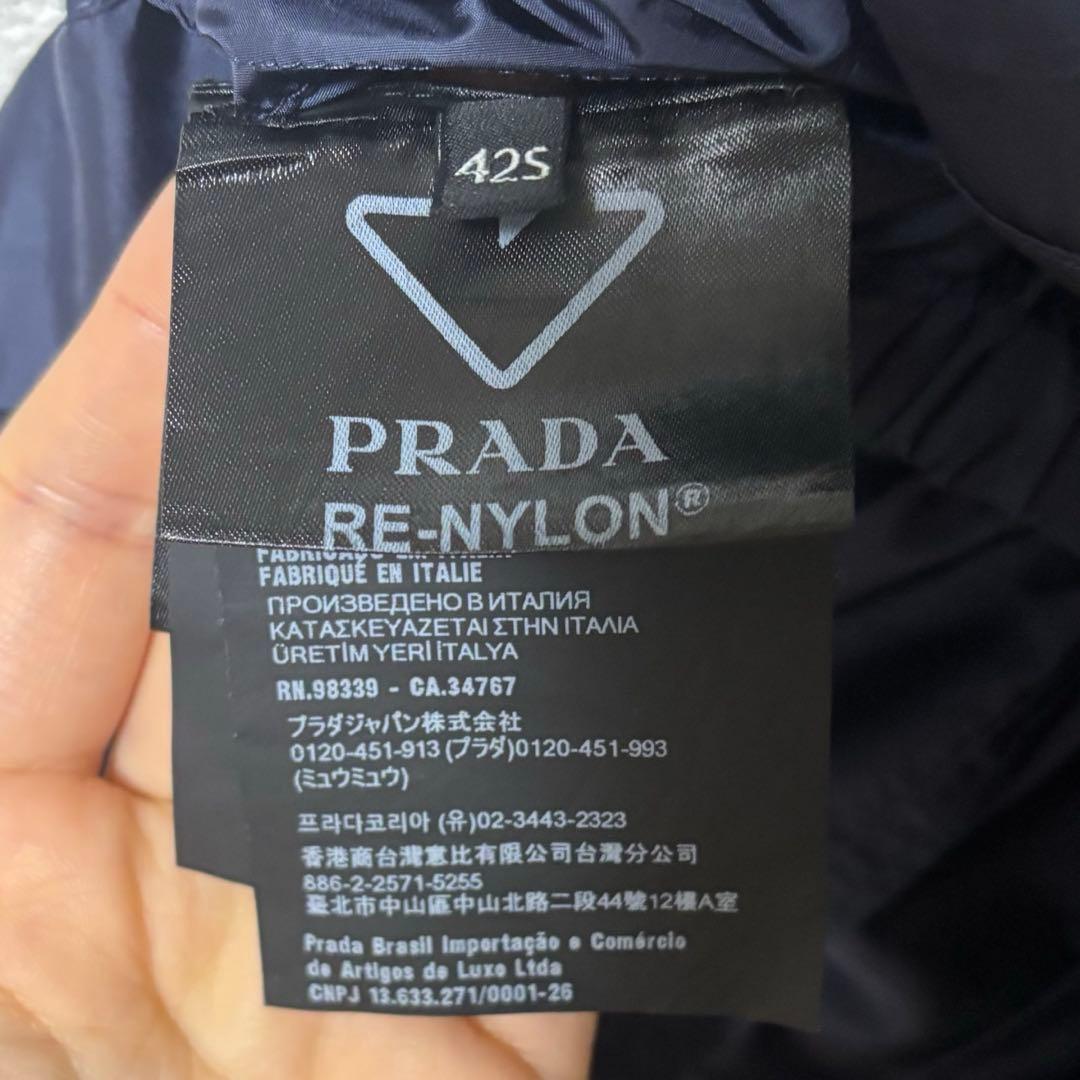 42S
PRADA
RE-NYLON®
FABRIQUÉ EN ITALIE
ПРОИЗВЕДЕНО В ИТАЛИЯ
ΚΑΤΑΣΚΕΥΑΖΕΤΑΙ ΣΤΗΝ ΙΤΑΛΙΑ
ÜRETİM YERİ İTALYA
RN.98339 - CA.34767
プラダジャパン株式会社
0120-451-913 (プラダ)0120-451-993
(ミュウミュウ)
프라다코리아 (유)02-3443-2323
香港商台灣惠比有限公司台灣分公司
886-2-2571-5255
臺北市中山區中山北路二段44號12樓A室
Prada Brasil Importação e Comércio
de Artigos de Luxo Ltda
CNPJ 13.633.271/0001-26